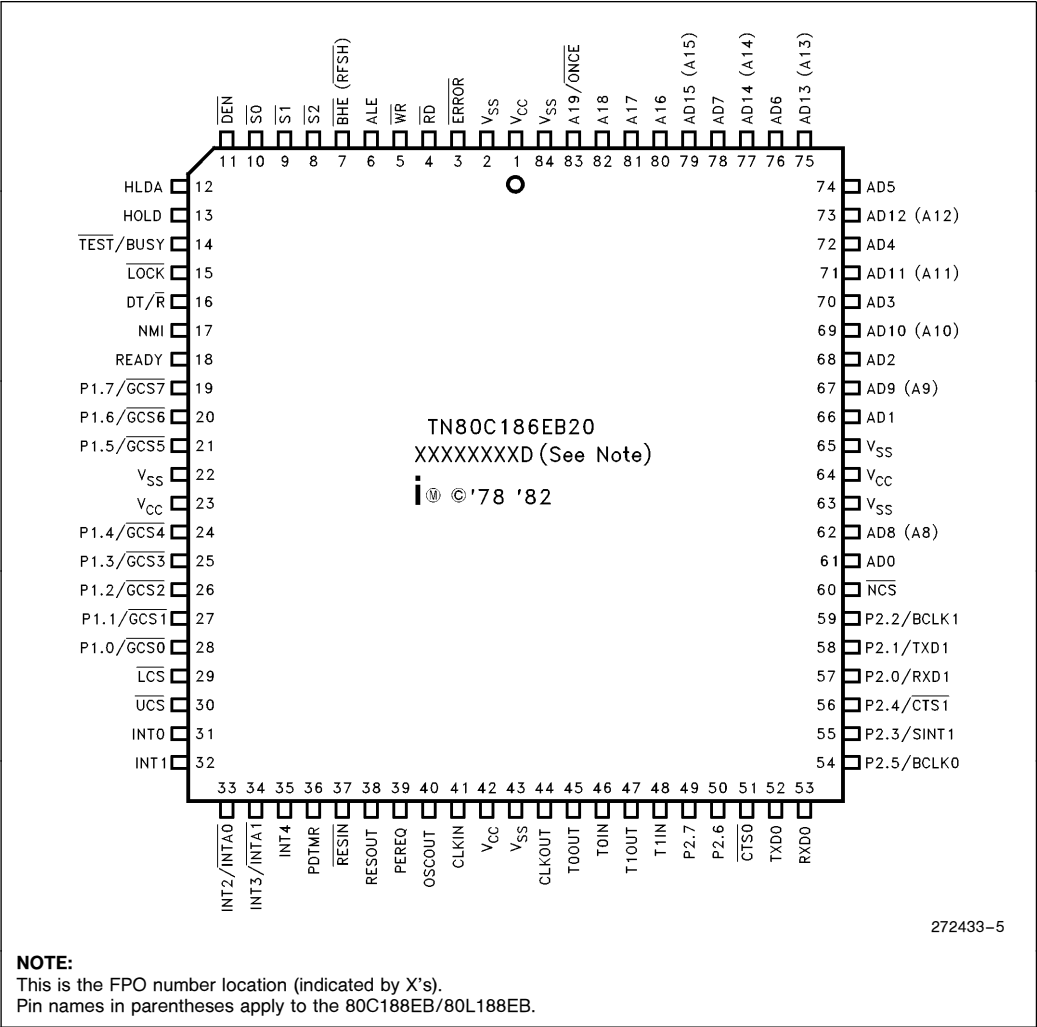 DEN
S0
S1
S2
BHE (RFSH)
ALE
WR
RD
ERROR
VSS
VCC
VSS
A19/ONCE
A18
A17
A16
AD15 (A15)
AD7
AD14 (A14)
AD6
AD13 (A13)
11 10 9 8 7 6 5 4 3 2 1 84 83 82 81 80 79 78 77 76 75
HLDA 12
HOLD 13
TEST/BUSY 14
LOCK 15
DT/R 16
NMI 17
READY 18
P1.7/GCS7 19
P1.6/GCS6 20
P1.5/GCS5 21
VSS 22
VCC 23
P1.4/GCS4 24
P1.3/GCS3 25
P1.2/GCS2 26
P1.1/GCS1 27
P1.0/GCS0 28
LCS 29
UCS 30
INT0 31
INT1 32
TN80C186EB20
XXXXXXXXD (See Note)
i Ⓜ © '78 '82
74 AD5
73 AD12 (A12)
72 AD4
71 AD11 (A11)
70 AD3
69 AD10 (A10)
68 AD2
67 AD9 (A9)
66 AD1
65 VSS
64 VCC
63 VSS
62 AD8 (A8)
61 AD0
60 NCS
59 P2.2/BCLK1
58 P2.1/TXD1
57 P2.0/RXD1
56 P2.4/CTS1
55 P2.3/SINT1
54 P2.5/BCLK0
33 34 35 36 37 38 39 40 41 42 43 44 45 46 47 48 49 50 51 52 53
INT2/INTA0
INT3/INTA1
INT4
PDTMR
RESIN
RESOUT
PEREQ
OSCOUT
CLKIN
VCC
VSS
CLKOUT
T0OUT
T0IN
T1OUT
T1IN
P2.7
P2.6
CTS0
TXD0
RXD0
272433–5
NOTE:
This is the FPO number location (indicated by X's).
Pin names in parentheses apply to the 80C188EB/80L188EB.